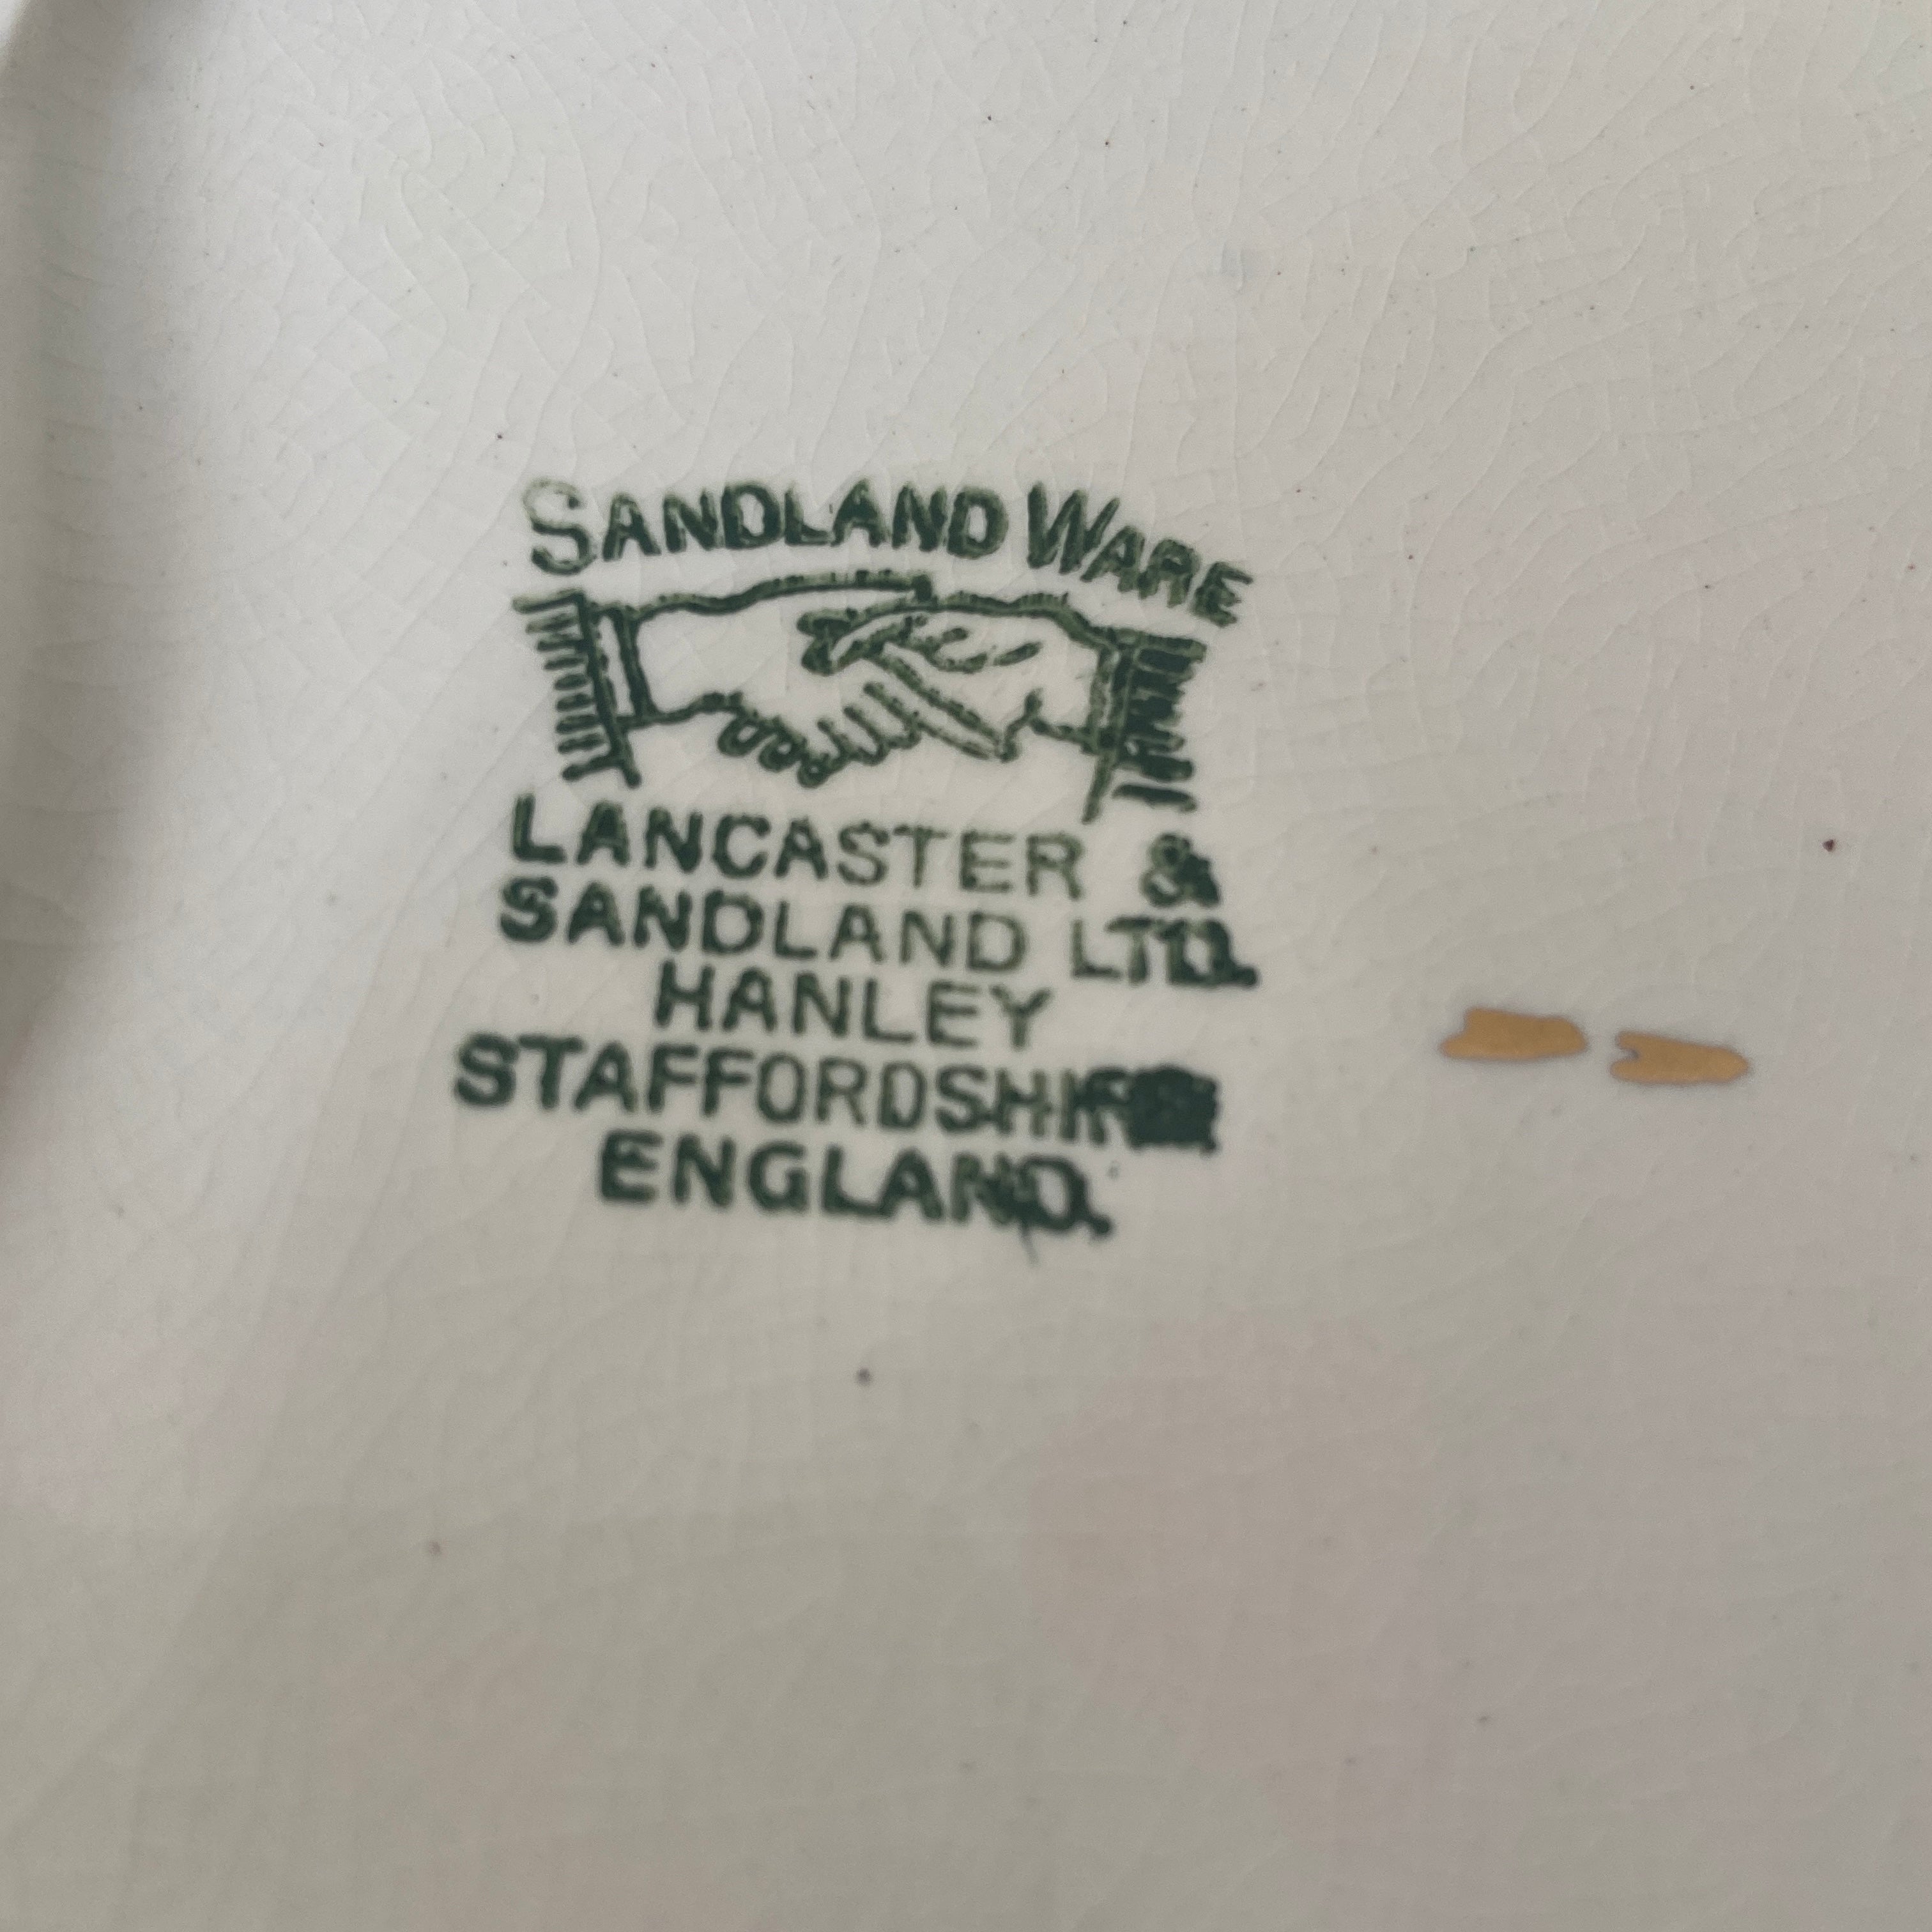 SANDLAND WARE
LANCASTER &
SANDLAND LTD.
HANLEY
STAFFORDSHIRE
ENGLAND.